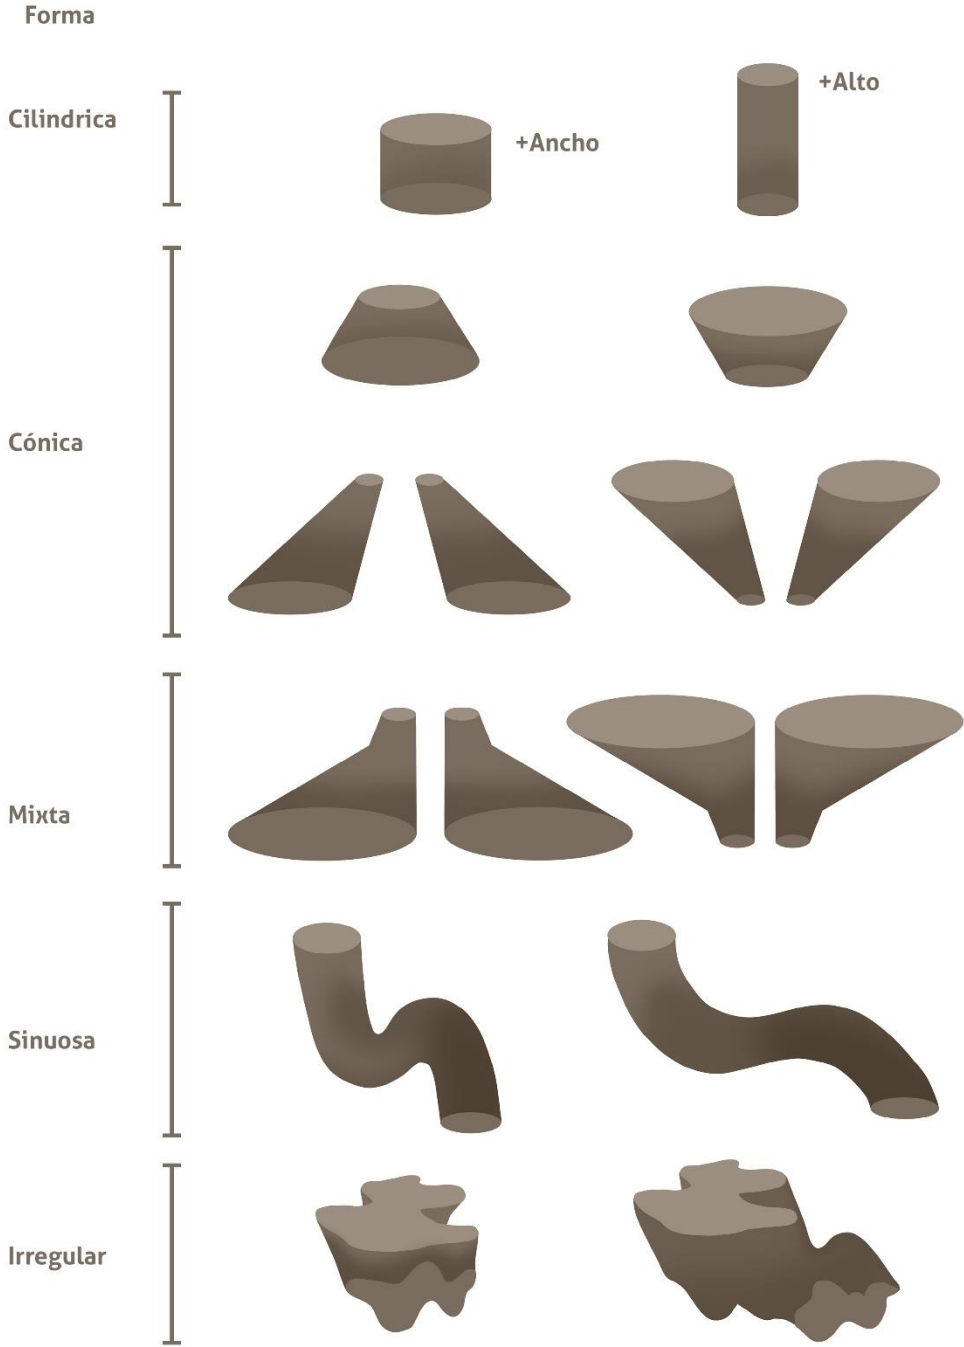 Forma
+Alto
Cilindrica
+Ancho
Cónica
Mixta
Sinuosa
Irregular